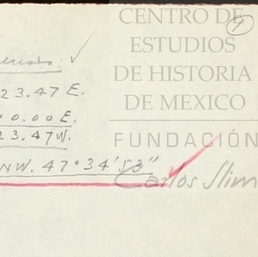 CENTRO DE
ESTUDIOS
DE HISTORIA
DE MEXICO
FUNDACIÓN
Carlos Slim
23.47 E.
0.00 E.
23.47 W.
NW. 47°34'53"